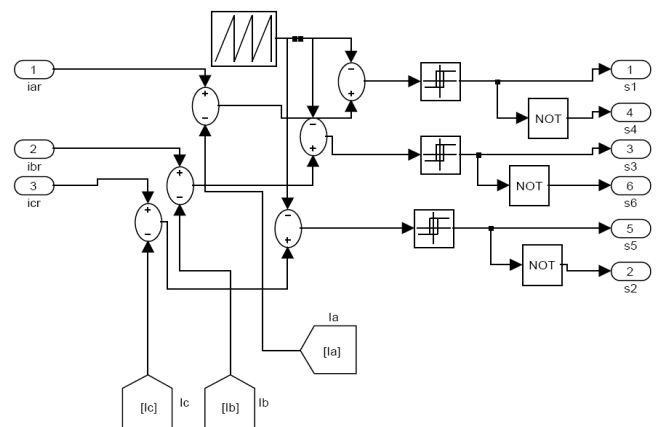 1
iar
1
s1
NOT
4
s4
2
ibr
3
s3
3
icr
NOT
6
s6
5
s5
NOT
2
s2
Ia
[Ia]
[Ic]
Ic
[Ib]
Ib